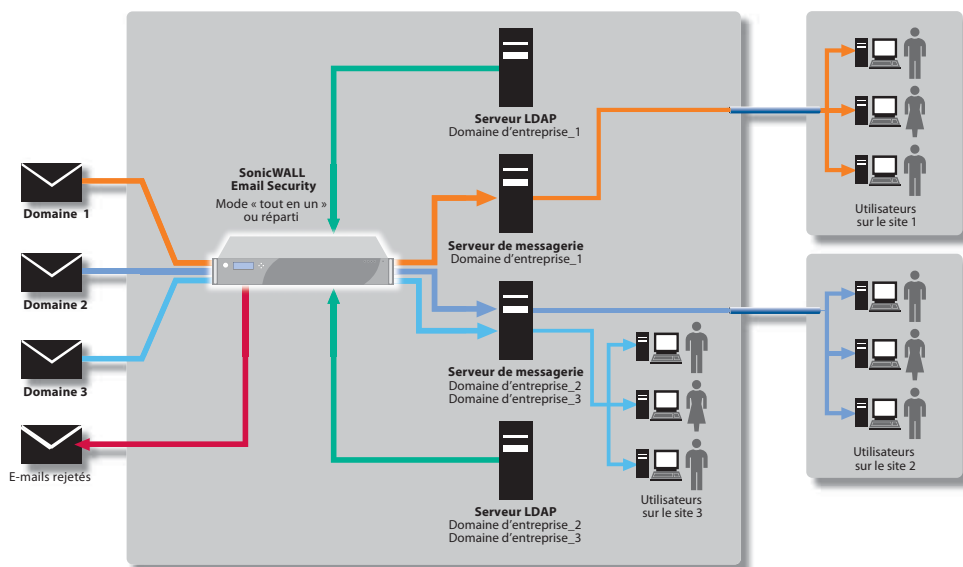 Serveur LDAP
Domaine d'entreprise_1
SonicWALL
Email Security
Mode « tout en un »
ou réparti
Domaine 1
Domaine 2
Domaine 3
E-mails rejetés
Serveur de messagerie
Domaine d'entreprise_1
Serveur de messagerie
Domaine d'entreprise_2
Domaine d'entreprise_3
Serveur LDAP
Domaine d'entreprise_2
Domaine d'entreprise_3
Utilisateurs
sur le site 3
Utilisateurs
sur le site 1
Utilisateurs
sur le site 2